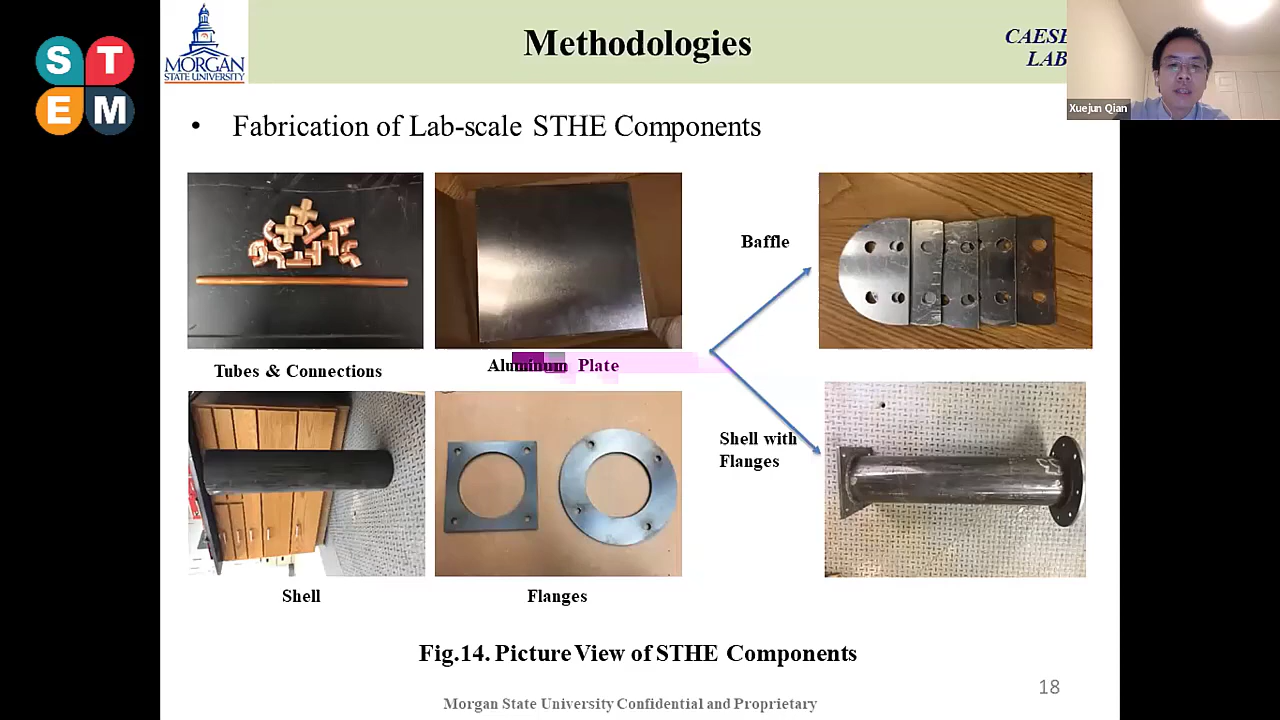 S T
E M
MORGAN
STATE UNIVERSITY
Methodologies
LAB
Xuejun Qian
• Fabrication of Lab-scale STHE Components
Baffle
Tubes & Connections
Aluminum Plate
Shell with
Flanges
Shell
Flanges
Fig.14. Picture View of STHE Components
18
Morgan State University Confidential and Proprietary